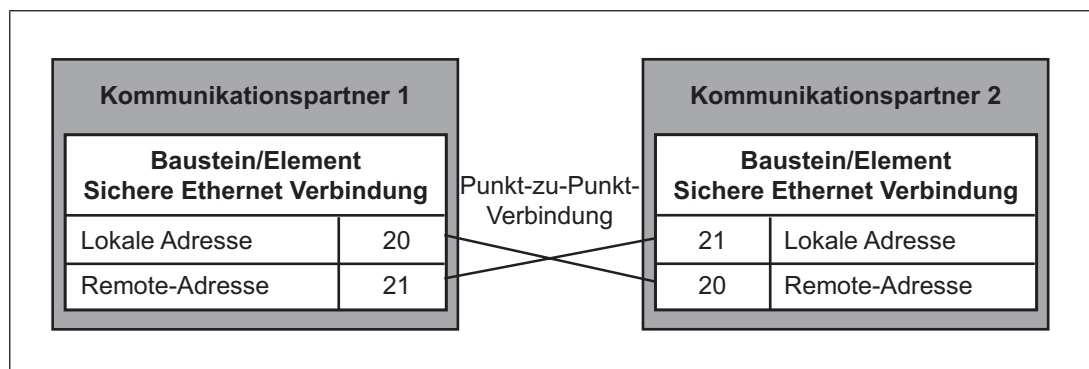 Kommunikationspartner 1
Baustein/Element
Sichere Ethernet Verbindung
Lokale Adresse 20
Remote-Adresse 21
Punkt-zu-Punkt-
Verbindung
Kommunikationspartner 2
Baustein/Element
Sichere Ethernet Verbindung
21 Lokale Adresse
20 Remote-Adresse